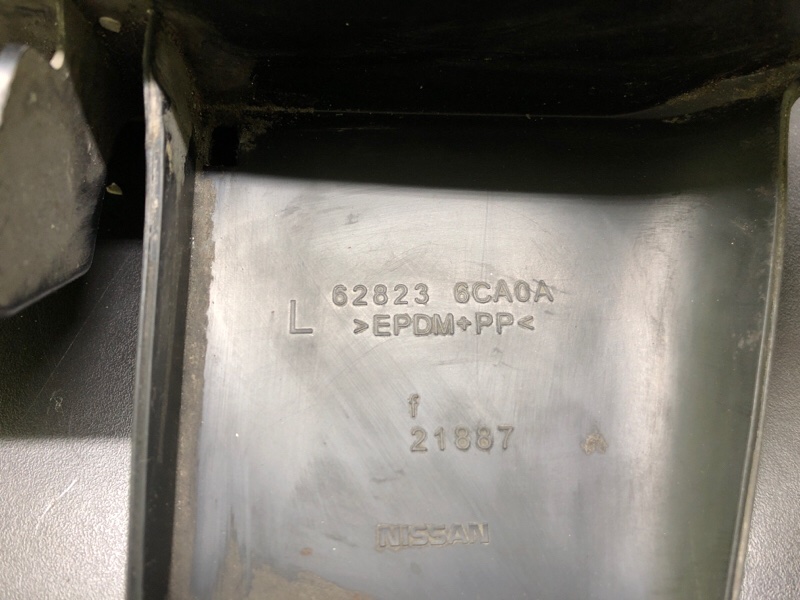 62823 6CA0A
L >EPDM+PP<
f
21887
NISSAN